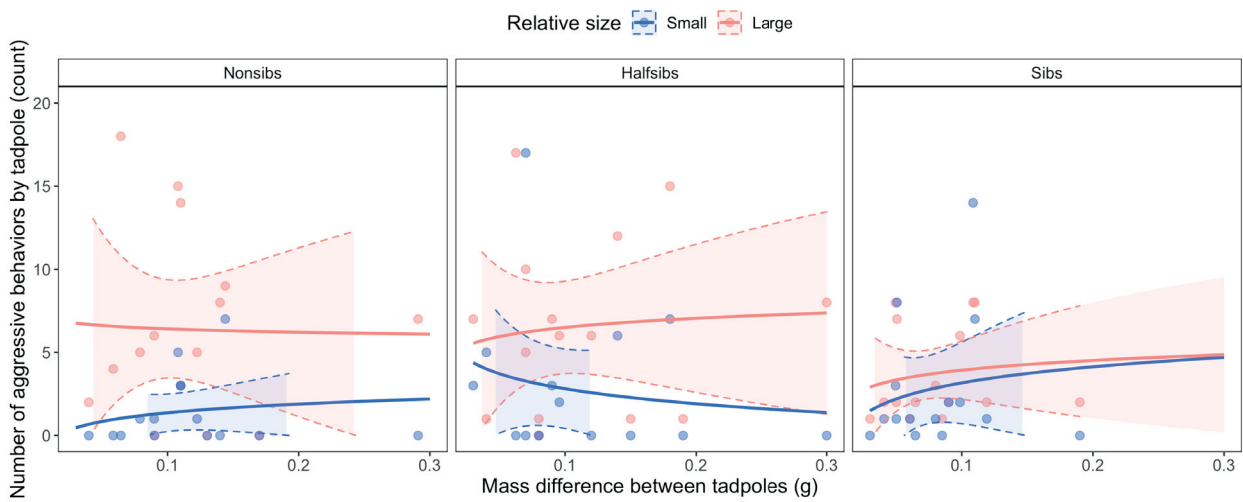 Relative size Small Large
Nonsibs Halfsibs Sibs
Number of aggressive behaviors by tadpole (count)
20
15
10
5
0
0.1 0.2 0.3 0.1 0.2 0.3 0.1 0.2 0.3
Mass difference between tadpoles (g)